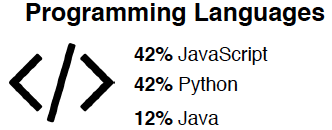 Programming Languages
</>
42% JavaScript
42% Python
12% Java